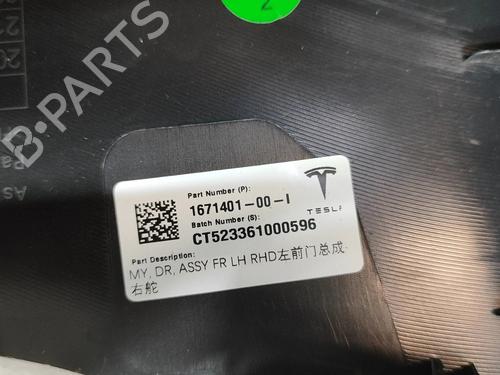 Z
B-Parts
Part Number (P):
1671401-00-I
Batch Number (S):
CT523361000596
TESLA
Part Description:
MY, DR, ASSY FR LH RHD左前门总成,
右舵